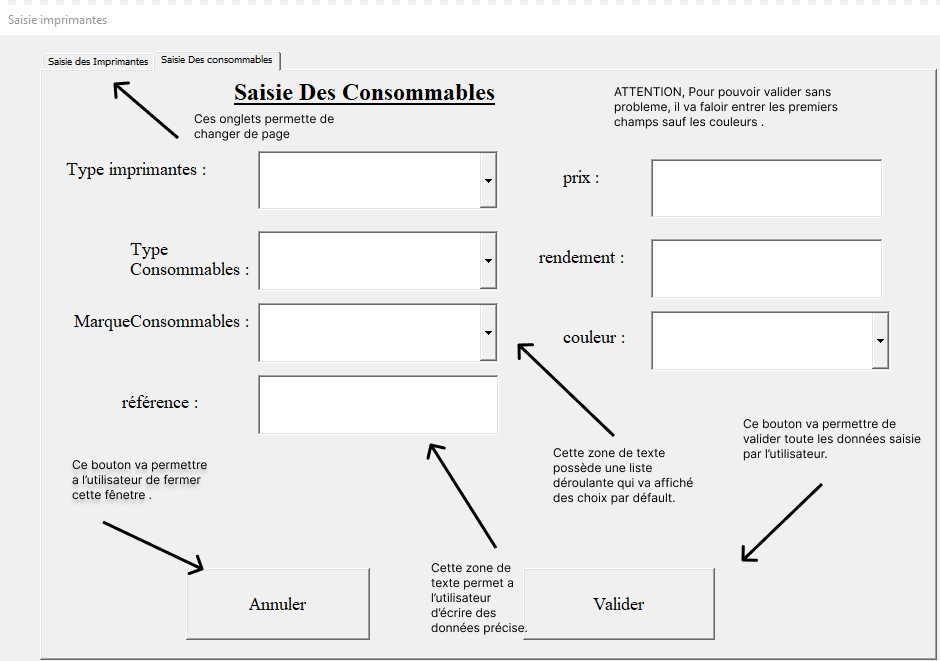 Saisie imprimantes
Saisie des Imprimantes
Saisie Des consommables
Saisie Des Consommables
ATTENTION, Pour pouvoir valider sans
probleme, il va faloir entrer les premiers
champs sauf les couleurs .
Ces onglets permette de
changer de page
Type imprimantes :
prix :
Type
Consommables :
rendement :
MarqueConsommables :
couleur :
référence :
Ce bouton va permettre
a l’utilisateur de fermer
cette fênetre .
Cette zone de texte
possède une liste
déroulante qui va affiché
des choix par défault.
Ce bouton va permettre de
valider toute les données saisie
par l’utilisateur.
Cette zone de
texte permet a
l’utilisateur
d’écrire des
données précise.
Annuler
Valider